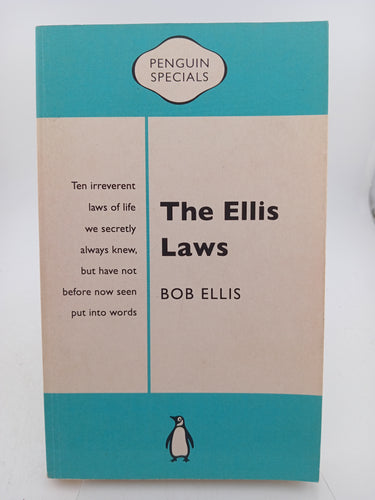 PENGUIN
SPECIALS
Ten irreverent
laws of life
we secretly
always knew,
but have not
before now seen
put into words
The Ellis
Laws
BOB ELLIS